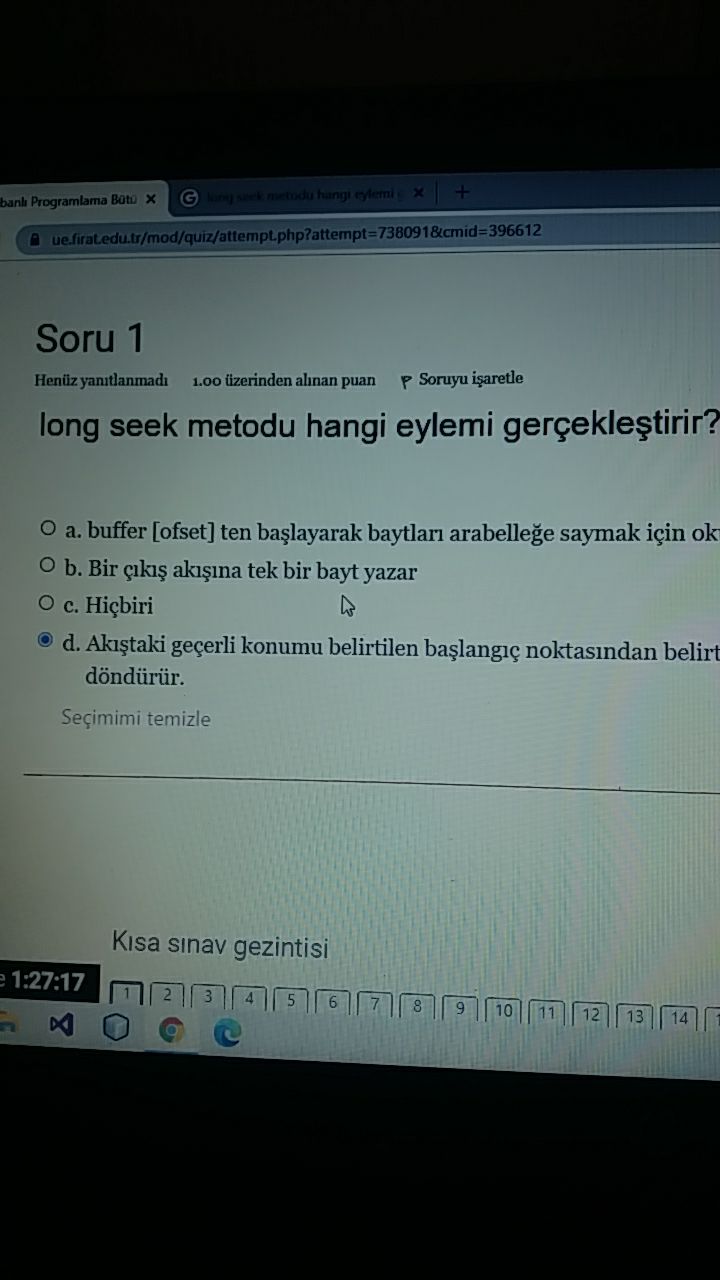 banlı Programlama Bütü
long seek metodu hangi eylemi g
ue.firat.edu.tr/mod/quiz/attempt.php?attempt=738091&cmid=396612
Soru 1
Henüz yanıtlanmadı 1.00 üzerinden alınan puan Soruyu işaretle
long seek metodu hangi eylemi gerçekleştirir?
a. buffer [ofset] ten başlayarak baytları arabelleğe saymak için ok
b. Bir çıkış akışına tek bir bayt yazar
c. Hiçbiri
d. Akıştaki geçerli konumu belirtilen başlangıç noktasından belirt
döndürür.
Seçimimi temizle
Kısa sınav gezintisi
e 1:27:17
1 2 3 4 5 6 7 8 9 10 11 12 13 14 1